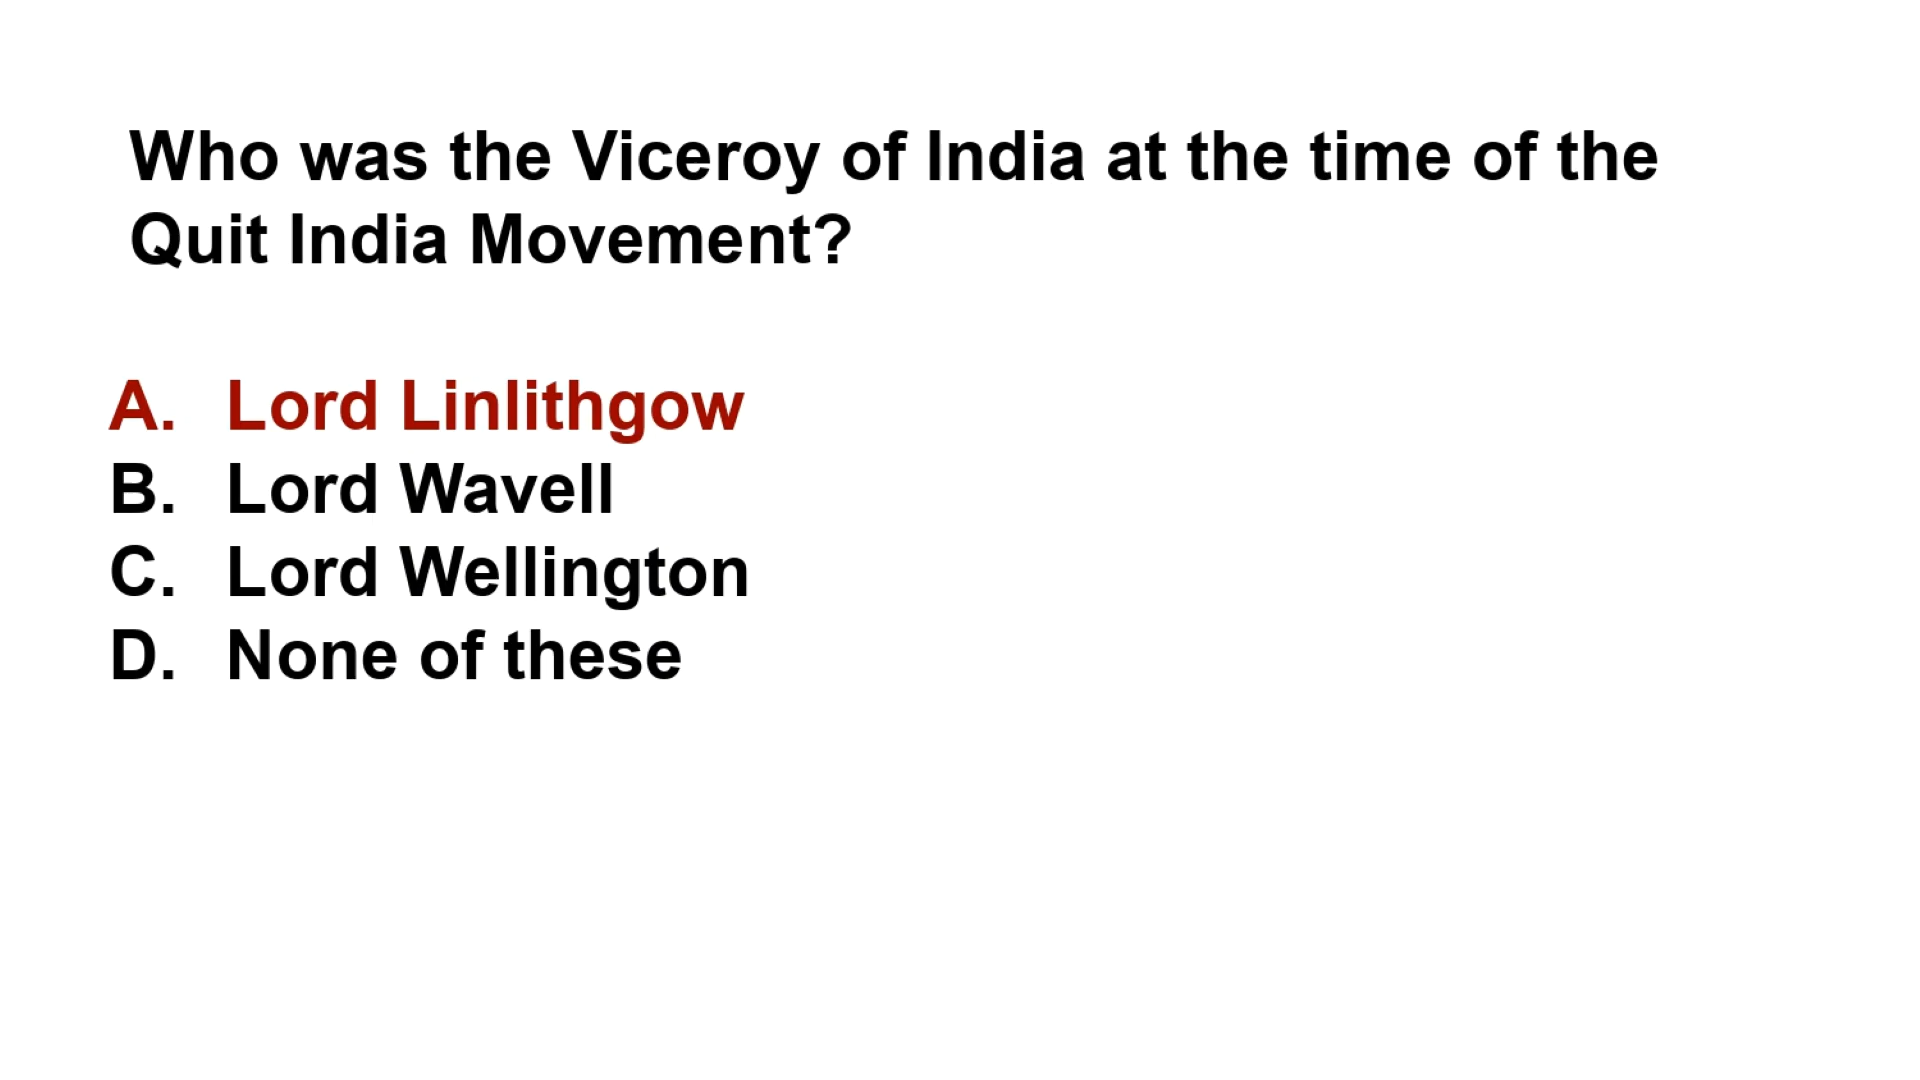 Who was the Viceroy of India at the time of the
Quit India Movement?
A. Lord Linlithgow
B. Lord Wavell
C. Lord Wellington
D. None of these